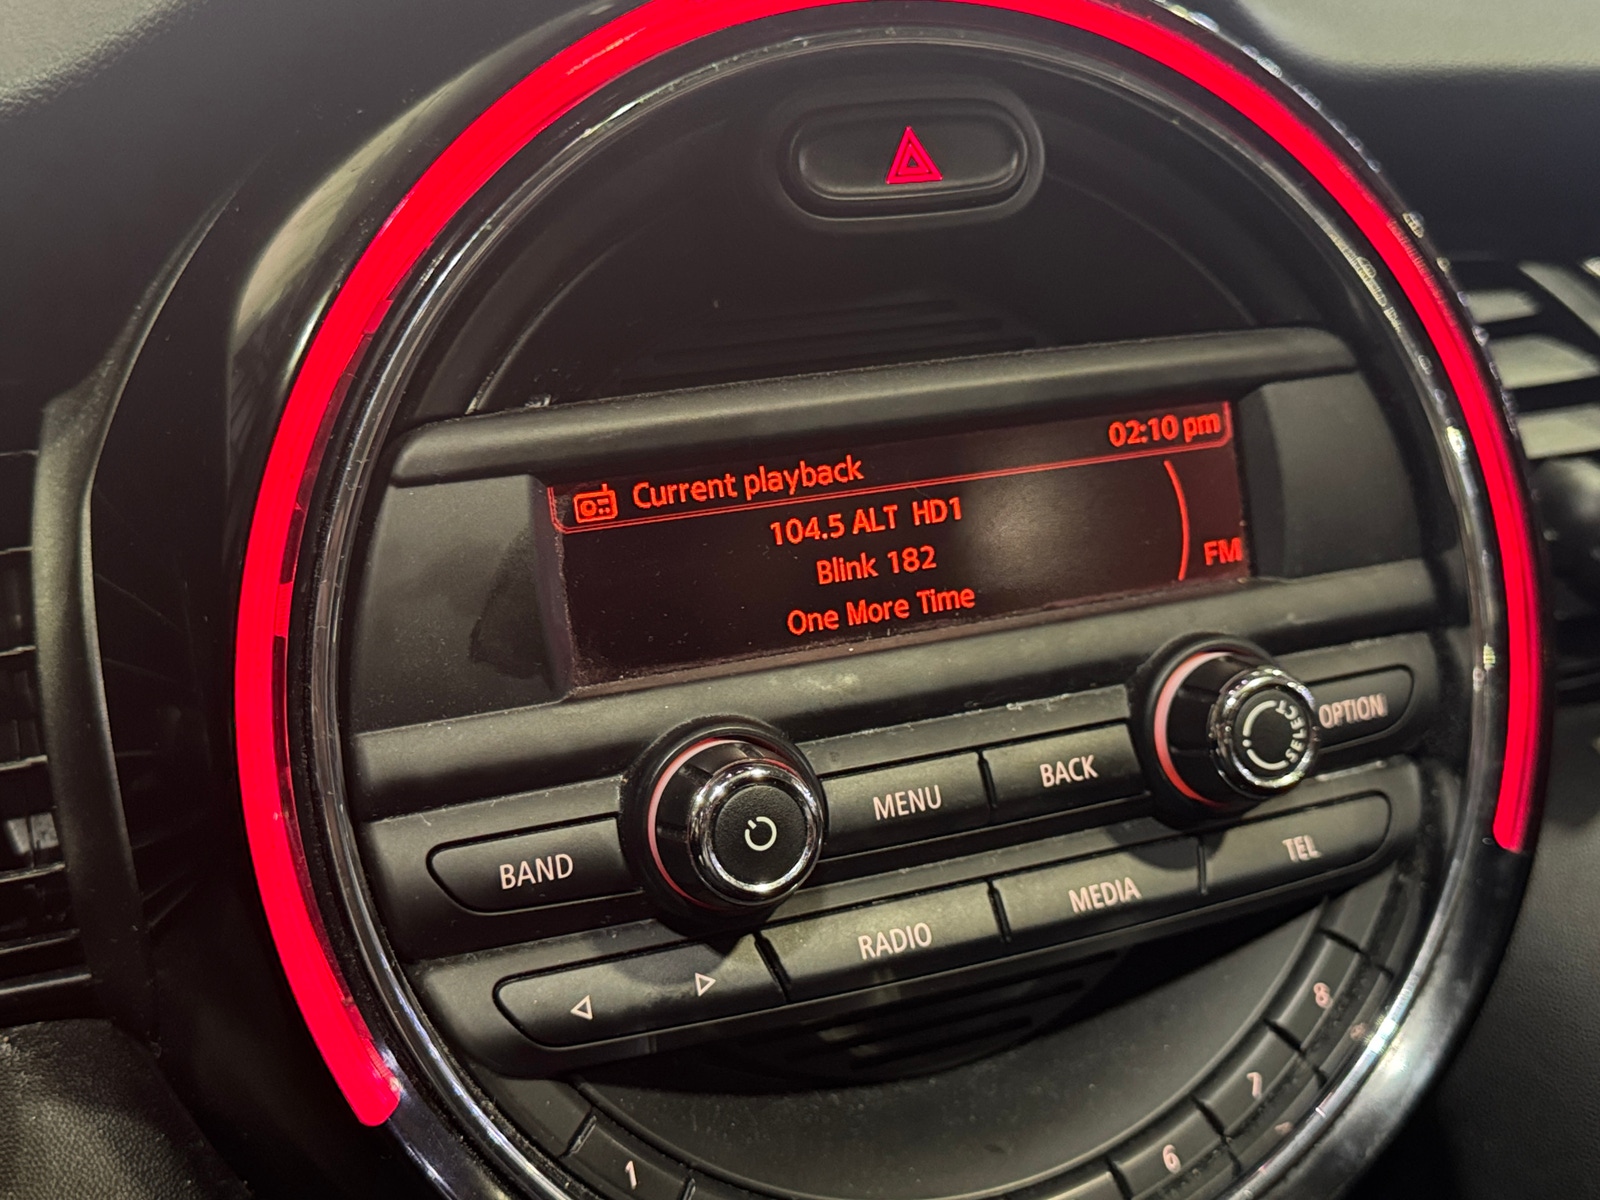 02:10 pm
Current playback
104.5 ALT HD1
Blink 182
FM
One More Time
OPTION
SELECT
BACK
MENU
BAND
TEL
MEDIA
RADIO
8
7
6
1